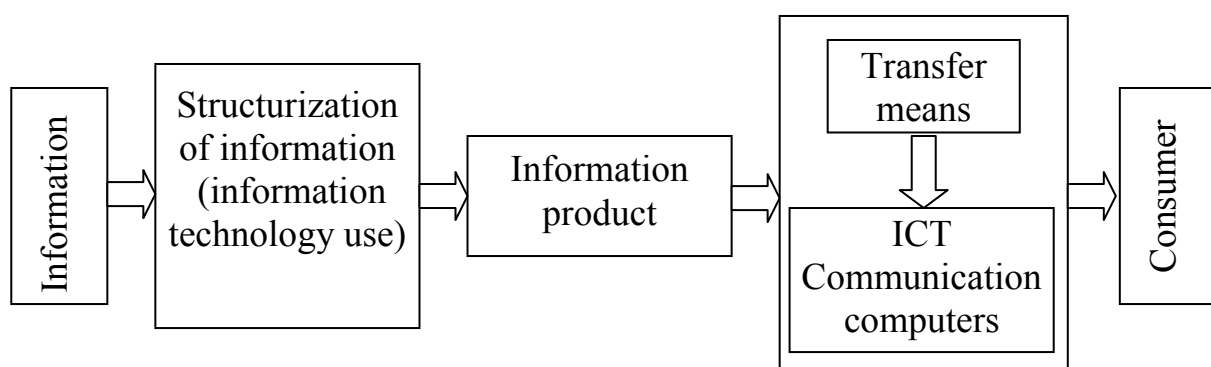 Information
Structurization
of information
(information
technology use)
Information
product
Transfer
means
ICT
Communication
computers
Consumer